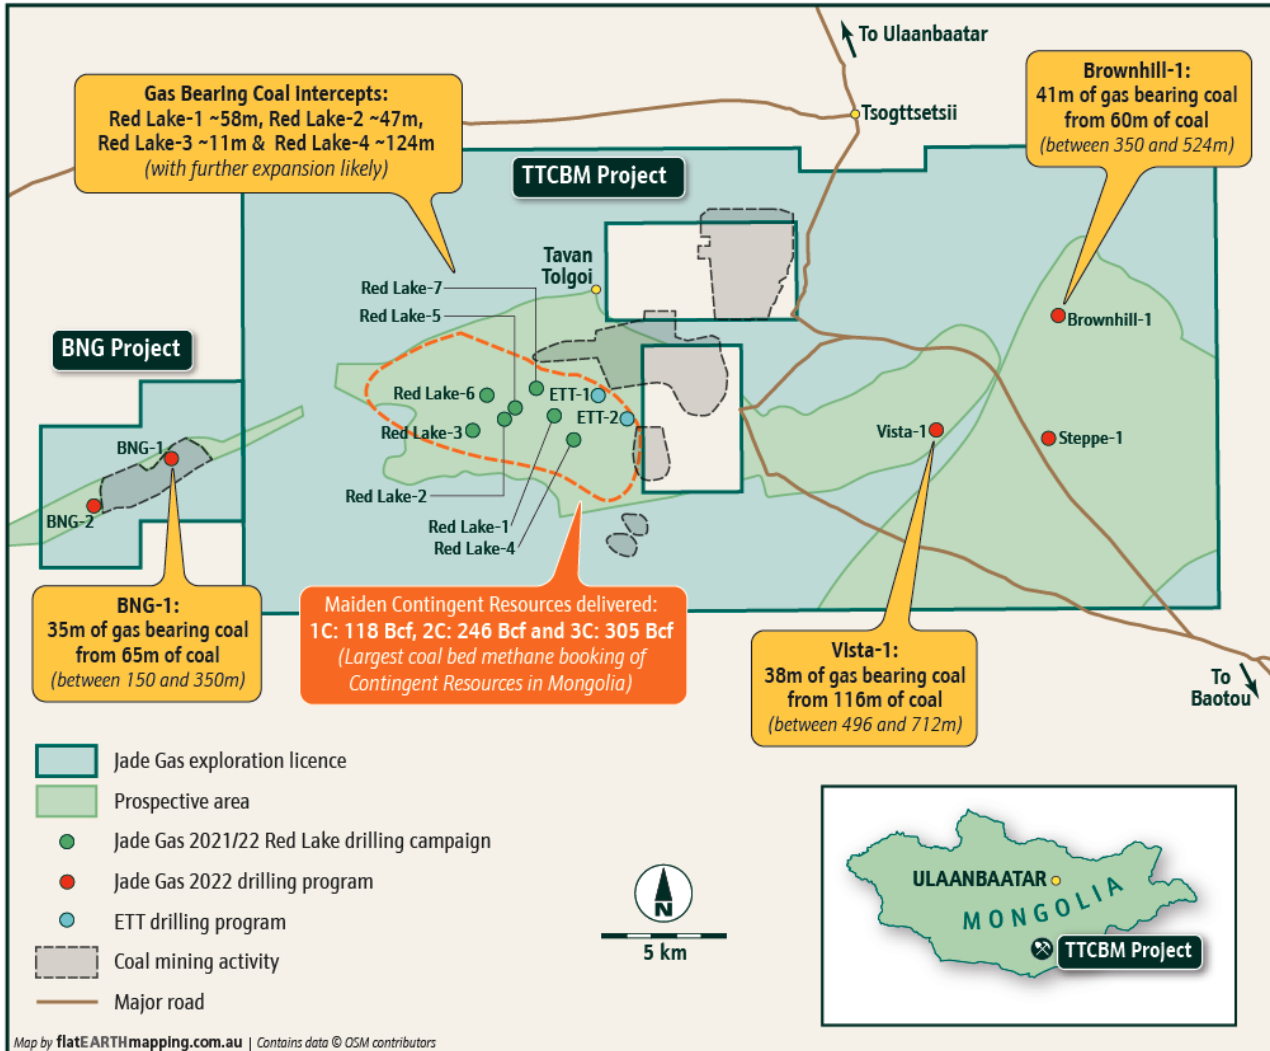 To Ulaanbaatar
Tsogttsetsii
Gas Bearing Coal Intercepts:
Red Lake-1 ~58m, Red Lake-2 ~47m,
Red Lake-3 ~11m & Red Lake-4 ~124m
(with further expansion likely)
Brownhill-1:
41m of gas bearing coal
from 60m of coal
(between 350 and 524m)
TTCBM Project
Tavan
Tolgoi
Red Lake-7
Red Lake-5
Brownhill-1
BNG Project
Red Lake-6
ETT-1
ETT-2
Red Lake-3
Vista-1
Steppe-1
BNG-1
BNG-2
Red Lake-2
Red Lake-1
Red Lake-4
BNG-1:
35m of gas bearing coal
from 65m of coal
(between 150 and 350m)
Maiden Contingent Resources delivered:
1C: 118 Bcf, 2C: 246 Bcf and 3C: 305 Bcf
(Largest coal bed methane booking of
Contingent Resources in Mongolia)
Vista-1:
38m of gas bearing coal
from 116m of coal
(between 496 and 712m)
To
Baotou
Jade Gas exploration licence
Prospective area
Jade Gas 2021/22 Red Lake drilling campaign
Jade Gas 2022 drilling program
ETT drilling program
Coal mining activity
Major road
N
5 km
ULAANBAATAR
MONGOLIA
TTCBM Project
Map by flatEARTHmapping.com.au | Contains data © OSM contributors